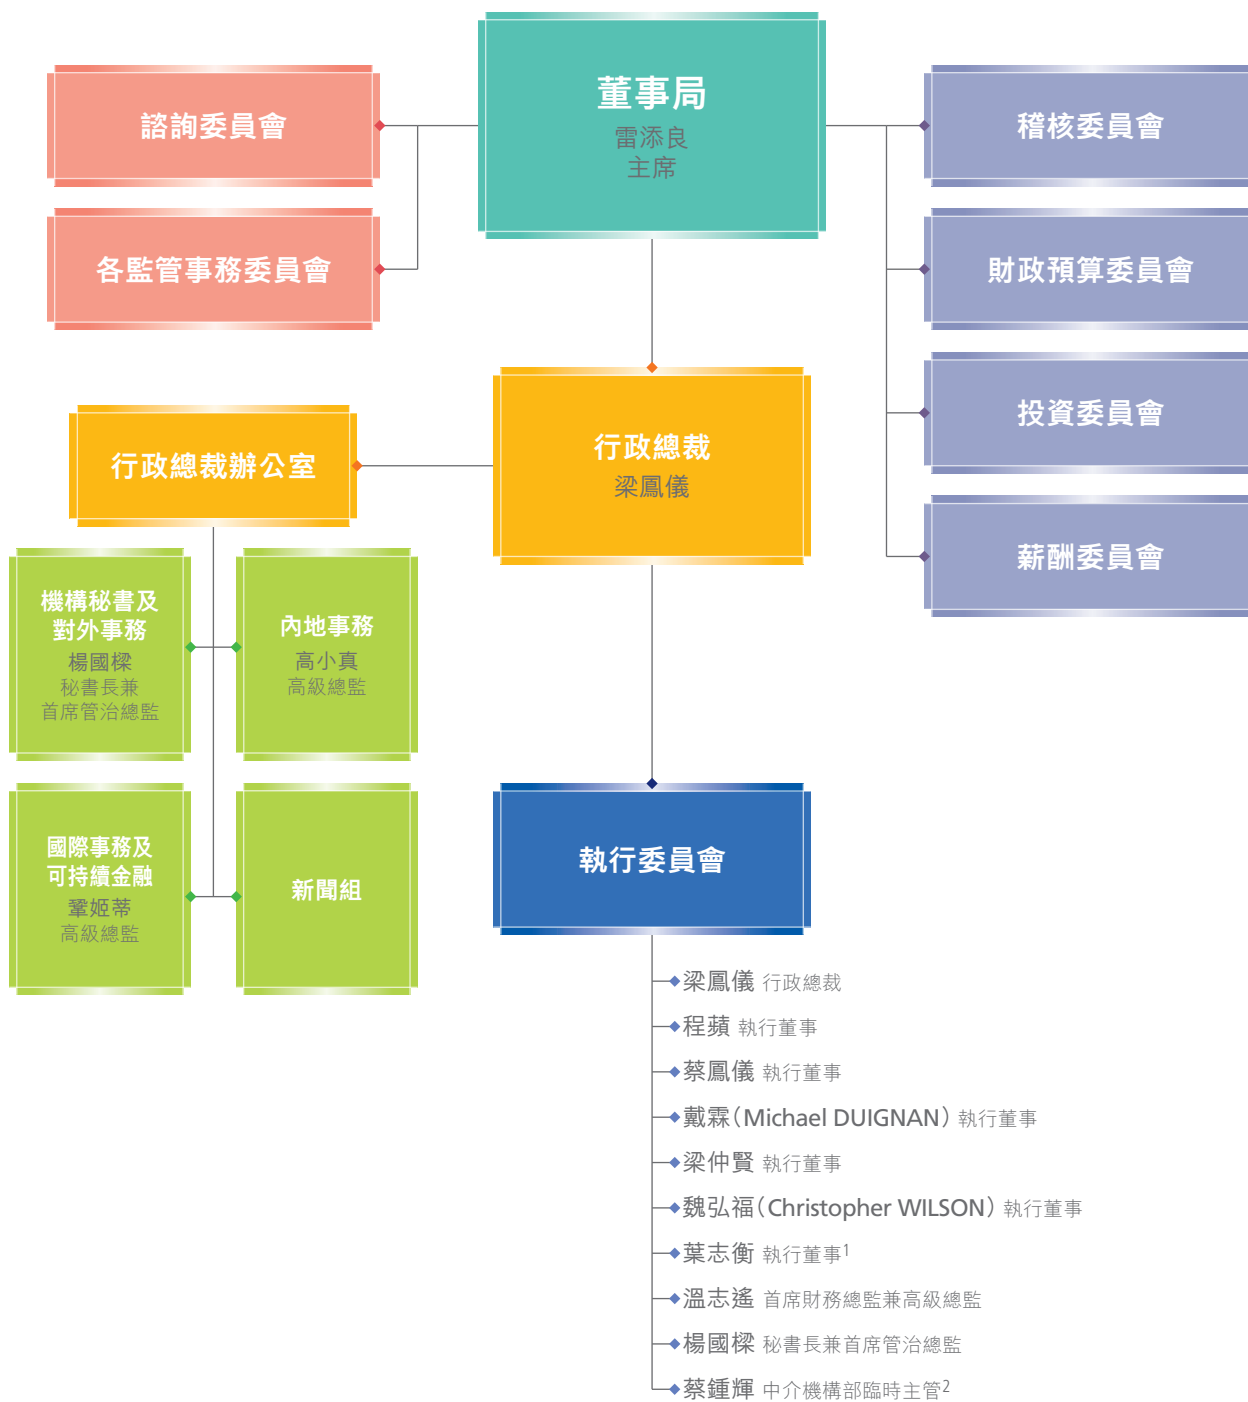 董事局
雷添良
主席
諮詢委員會
各監管事務委員會
稽核委員會
財政預算委員會
投資委員會
薪酬委員會
行政總裁
梁鳳儀
行政總裁辦公室
機構秘書及
對外事務
楊國樑
秘書長兼
首席管治總監
內地事務
高小真
高級總監
國際事務及
可持續金融
鞏姬蒂
高級總監
新聞組
執行委員會
梁鳳儀 行政總裁
程蘋 執行董事
蔡鳳儀 執行董事
戴霖（Michael DUIGNAN）執行董事
梁仲賢 執行董事
魏弘福（Christopher WILSON）執行董事
葉志衡 執行董事1
溫志遙 首席財務總監兼高級總監
楊國樑 秘書長兼首席管治總監
蔡鍾輝 中介機構部臨時主管2